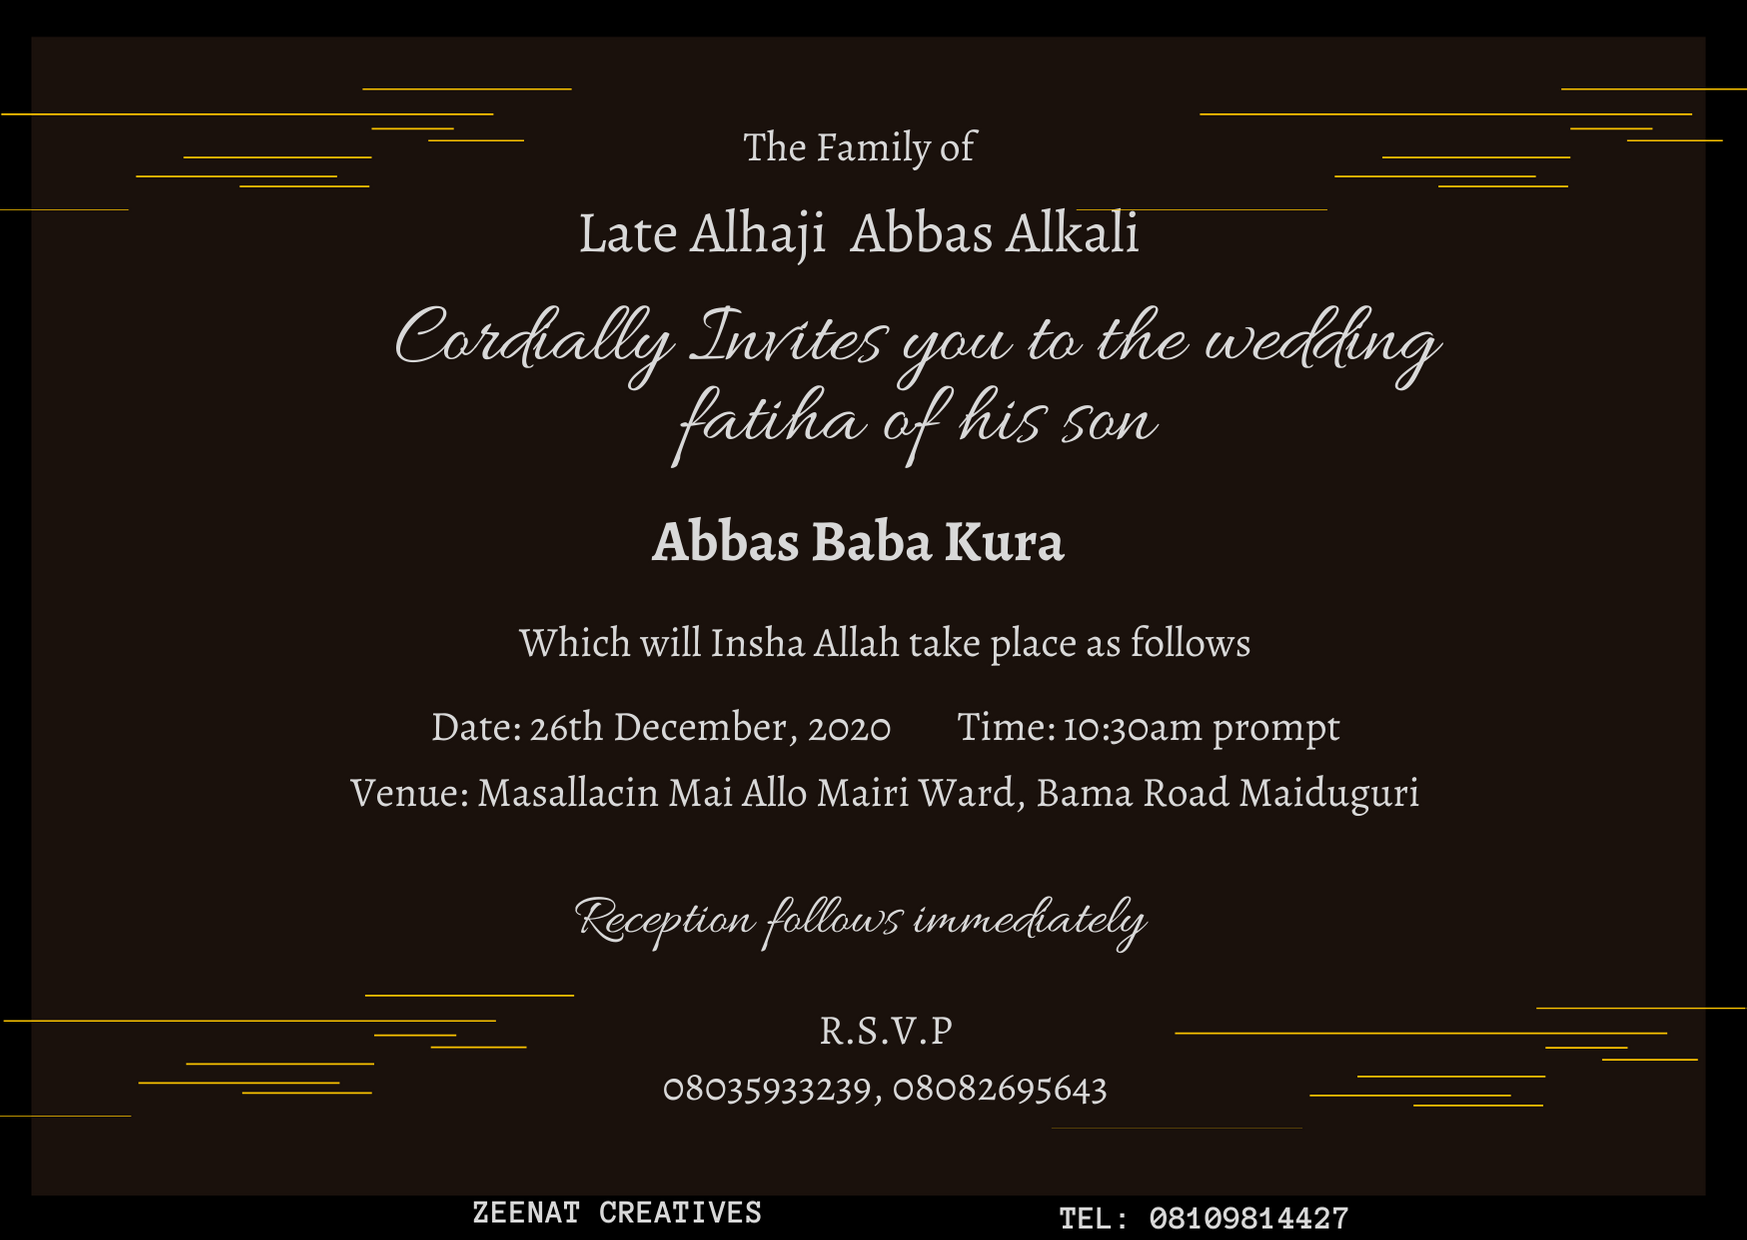 The Family of
Late Alhaji Abbas Alkali
Cordially Invites you to the wedding
fatiha of his son
Abbas Baba Kura
Which will Insha Allah take place as follows
Date: 26th December, 2020 Time: 10:30am prompt
Venue: Masallacin Mai Allo Mairi Ward, Bama Road Maiduguri
Reception follows immediately
R.S.V.P
08035933239, 08082695643
ZEENAT CREATIVES TEL: 08109814427